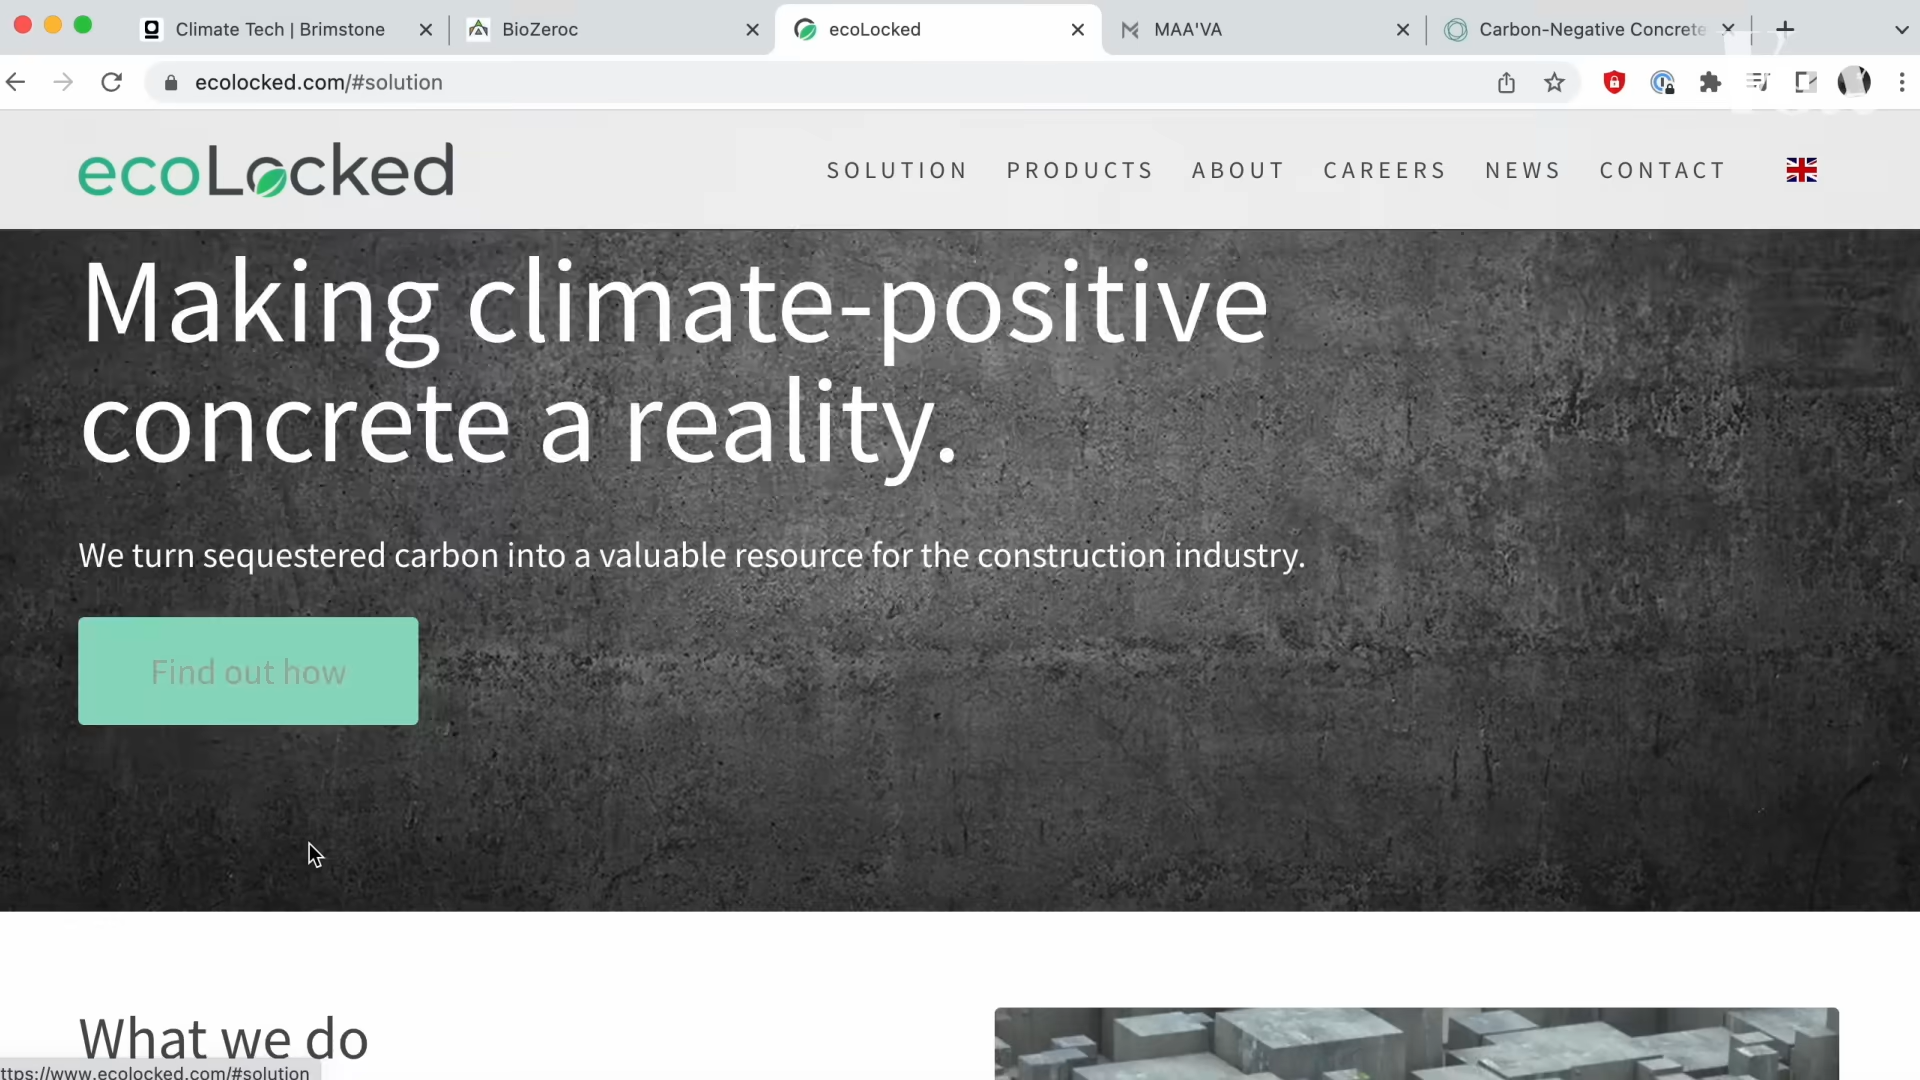 Climate Tech | Brimstone
BioZeroc
ecoLocked
MAA'VA
Carbon-Negative Concrete
ecolocked.com/#solution
ecoLocked
SOLUTION PRODUCTS ABOUT CAREERS NEWS CONTACT
Making climate-positive
concrete a reality.
We turn sequestered carbon into a valuable resource for the construction industry.
Find out how
What we do
ttps://www.ecolocked.com/#solution